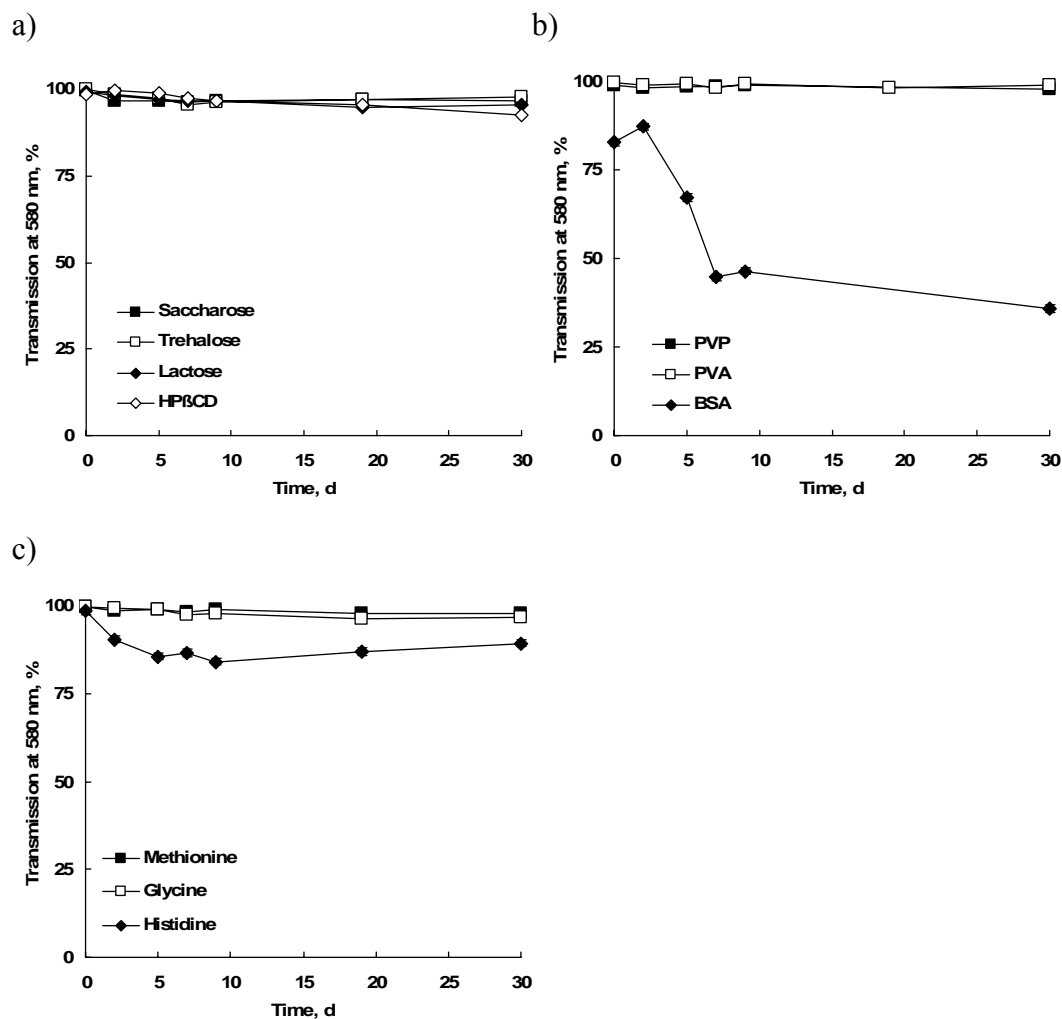 a)
100
75
50
25
0
Transmission at 580 nm, %
Saccharose
Trehalose
Lactose
HPßCD
0 5 10 15 20 25 30
Time, d
b)
100
75
50
25
0
Transmission at 580 nm, %
PVP
PVA
BSA
0 5 10 15 20 25 30
Time, d
c)
100
75
50
25
0
Transmission at 580 nm, %
Methionine
Glycine
Histidine
0 5 10 15 20 25 30
Time, d